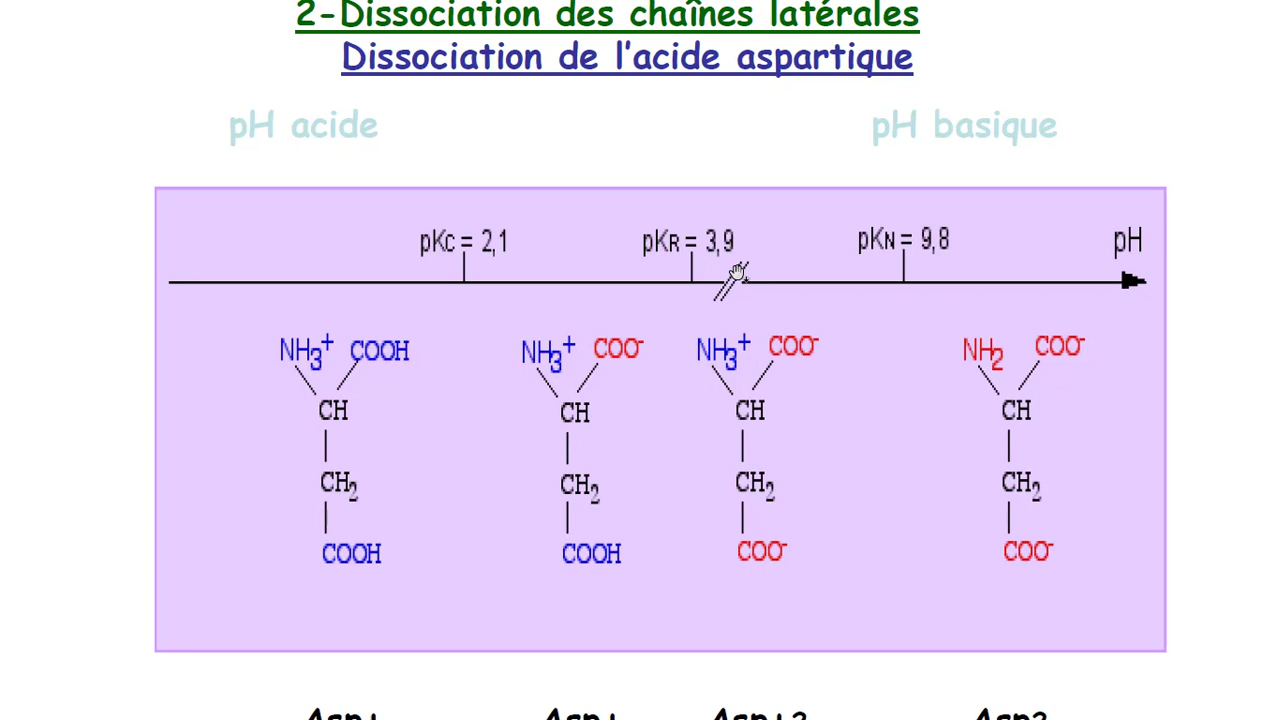 2-Dissociation des chaînes latérales
Dissociation de l'acide aspartique
pH acide pH basique
pKC = 2,1 pKR = 3,9 pKN = 9,8 pH
NH3+ COOH NH3+ COO- NH3+ COO- NH2 COO-
CH CH CH CH
CH2 CH2 CH2 CH2
COOH COOH COO- COO-